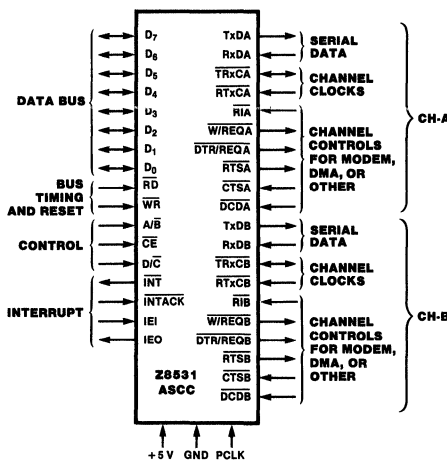 DATA BUS
BUS
TIMING
AND RESET
CONTROL
INTERRUPT
D7
D6
D5
D4
D3
D2
D1
D0
RD
WR
A/B
CE
D/C
INT
INTACK
IEI
IEO
TxDA
RxDA
TRxCA
RTxCA
RIA
W/REQA
DTR/REQA
RTSA
CTSA
DCDA
TxDB
RxDB
TRxCB
RTxCB
RIB
W/REQB
DTR/REQB
RTSB
CTSB
DCDB
Z8531
ASCC
SERIAL
DATA
CHANNEL
CLOCKS
CHANNEL
CONTROLS
FOR MODEM,
DMA, OR
OTHER
CH-A
SERIAL
DATA
CHANNEL
CLOCKS
CHANNEL
CONTROLS
FOR MODEM,
DMA, OR
OTHER
CH-B
+5 V GND PCLK